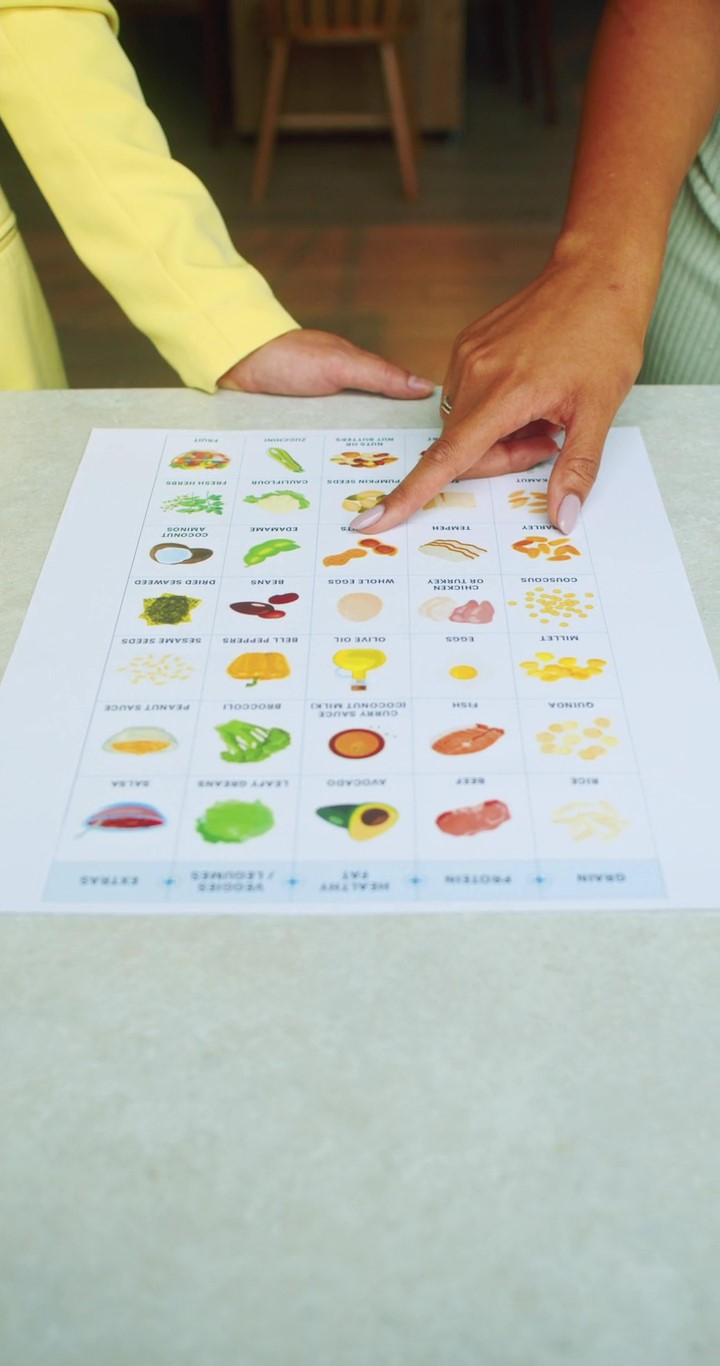 GRAIN
PROTEIN
HEALTHY
FAT
VEGGIES
/ LEGUMES
EXTRAS
RICE
BEEF
AVOCADO
LEAFY GREANS
SALSA
QUINOA
FISH
CURRY SAUCE
(COCONUT MILK)
BROCCOLI
PEANUT SAUCE
MILLET
EGGS
OLIVE OIL
BELL PEPPERS
SESAME SEEDS
COUSCOUS
CHICKEN
OR TURKEY
WHOLE EGGS
BEANS
DRIED SEAWEED
BARLEY
TEMPEH
EDAMAME
COCONUT
AMINOS
KAMUT
PUMPKIN SEEDS
CAULIFLOUR
FRESH HERBS
NUTS OR
NUT BUTTERS
ZUCCHINI
FRUIT